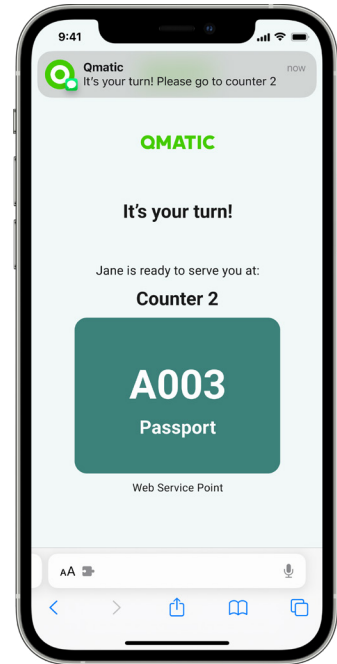 9:41
Qmatic
now
It's your turn! Please go to counter 2
QMATIC
It's your turn!
Jane is ready to serve you at:
Counter 2
A003
Passport
Web Service Point
AA